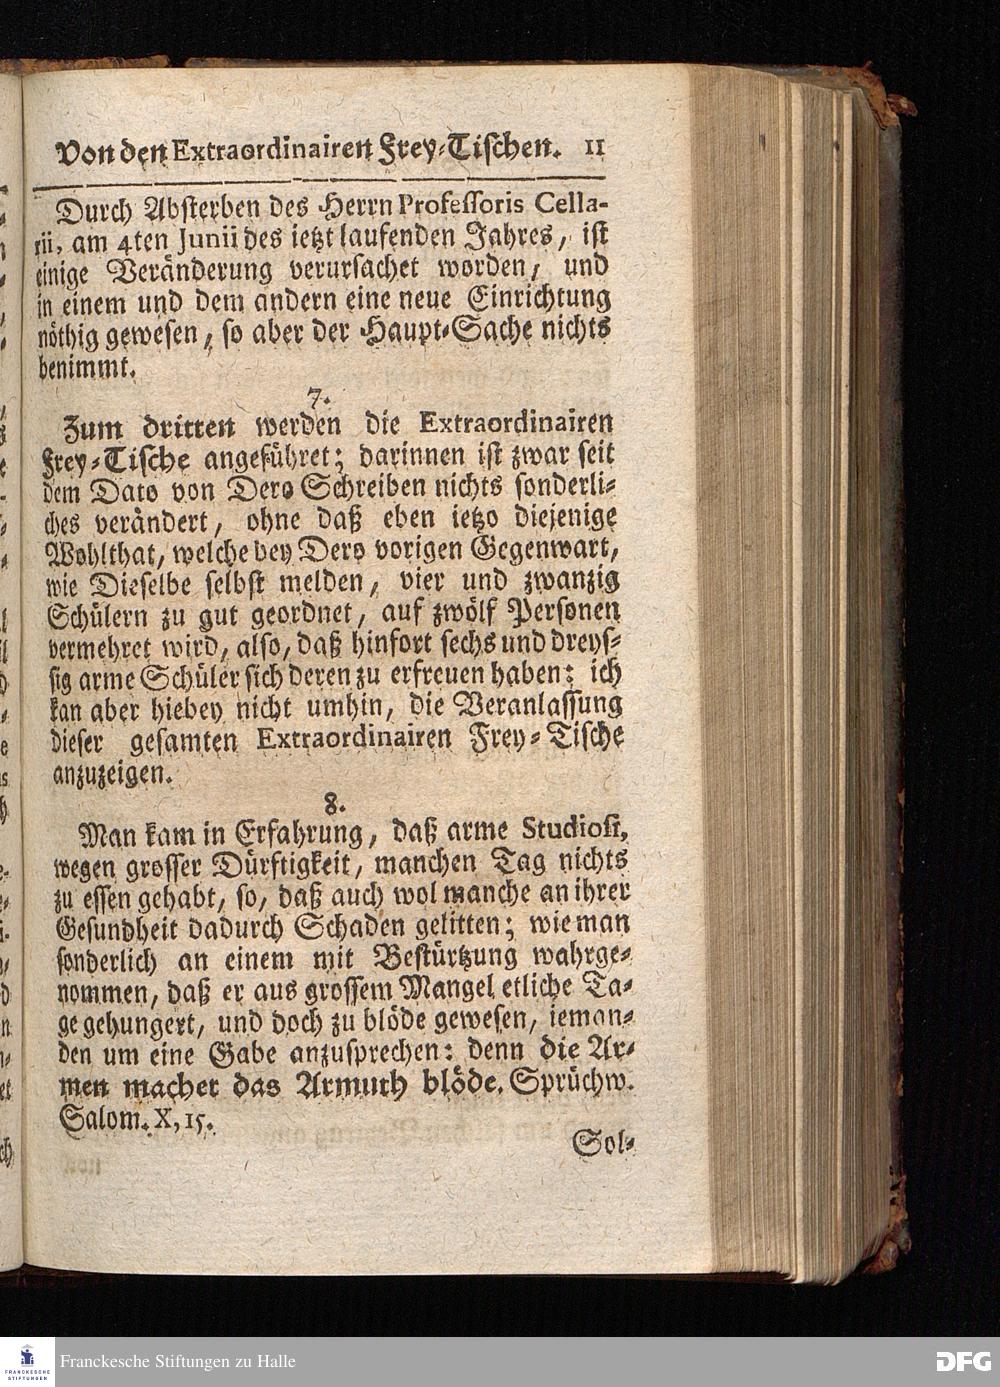 Von den Extraordinairen Frey-Tischen. 11
Durch Absterben des Herrn Professoris Cella-
rii, am 4ten Junii des ietzt laufenden Jahres, ist
einige Veränderung verursachet worden, und
in einem und dem andern eine neue Einrichtung
nöthig gewesen, so aber der Haupt-Sache nichts
benimmt.
7.
Zum dritten werden die Extraordinairen
Frey-Tische angeführet; darinnen ist zwar seit
dem Dato von Dero Schreiben nichts sonderli-
ches verändert, ohne daß eben ietzo diejenige
Wohlthat, welche bey Dero vorigen Gegenwart,
wie Dieselbe selbst melden, vier und zwanzig
Schülern zu gut geordnet, auf zwölf Personen
vermehret wird, also, daß hinfort sechs und dreys-
sig arme Schüler sich deren zu erfreuen haben: ich
kan aber hiebey nicht umhin, die Veranlassung
dieser gesamten Extraordinairen Frey-Tische
anzuzeigen.
8.
Man kam in Erfahrung, daß arme Studiosi,
wegen grosser Dürftigkeit, manchen Tag nichts
zu essen gehabt, so, daß auch wol manche an ihrer
Gesundheit dadurch Schaden gelitten; wie man
sonderlich an einem mit Bestürtzung wahrge-
nommen, daß er aus grossem Mangel etliche Ta-
ge gehungert, und doch zu blöde gewesen, ieman-
den um eine Gabe anzusprechen: denn die Ar-
men machet das Armuth blöde. Sprüchw.
Salom. X, 15.
Sol-
FRANCKESCHE STIFTUNGEN
Franckesche Stiftungen zu Halle
DFG